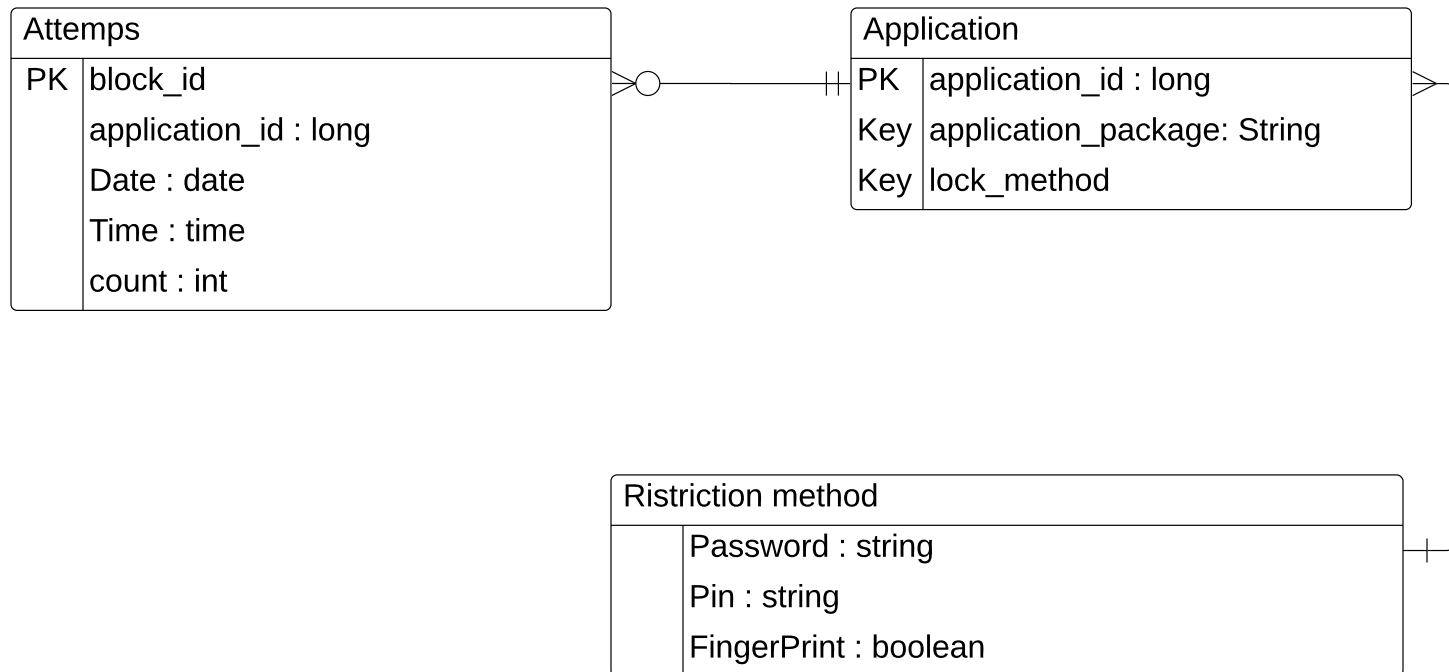 Attemps
PK block_id
application_id : long
Date : date
Time : time
count : int
Application
PK application_id : long
Key application_package: String
Key lock_method
Ristriction method
Password : string
Pin : string
FingerPrint : boolean